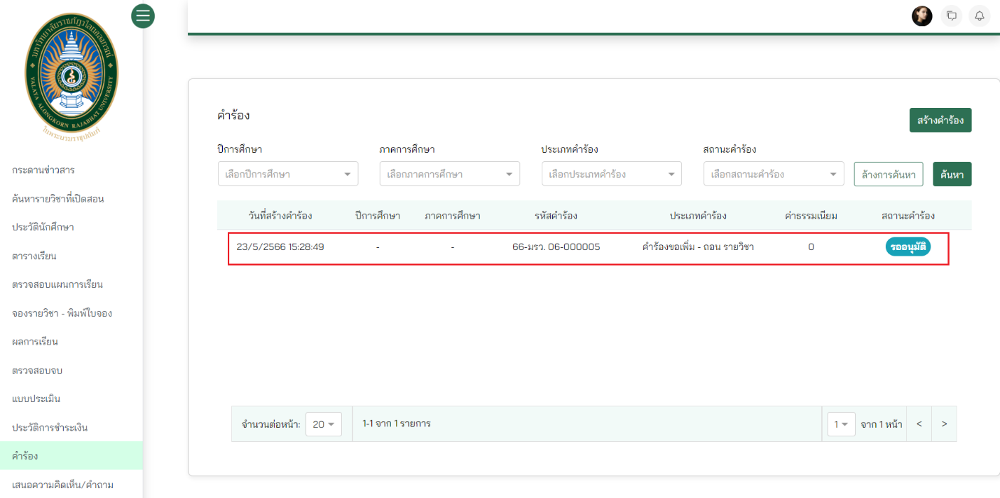 มหาวิทยาลัยราชภัฏวไลยอลงกรณ์
VALAYA ALONGKORN RAJABHAT UNIVERSITY
ในพระบรมราชูปถัมภ์
กระดานข่าวสาร
ค้นหารายวิชาที่เปิดสอน
ประวัตินักศึกษา
ตารางเรียน
ตรวจสอบแผนการเรียน
จองรายวิชา - พิมพ์ใบจอง
ผลการเรียน
ตรวจสอบจบ
แบบประเมิน
ประวัติการชำระเงิน
คำร้อง
เสนอความคิดเห็น/คำถาม
คำร้อง
สร้างคำร้อง
ปีการศึกษา ภาคการศึกษา ประเภทคำร้อง สถานะคำร้อง
เลือกปีการศึกษา เลือกภาคการศึกษา เลือกประเภทคำร้อง เลือกสถานะคำร้อง ล้างการค้นหา ค้นหา
วันที่สร้างคำร้อง ปีการศึกษา ภาคการศึกษา รหัสคำร้อง ประเภทคำร้อง ค่าธรรมเนียม สถานะคำร้อง
23/5/2566 15:28:49 - - 66-มรว. 06-000005 คำร้องขอเพิ่ม - ถอน รายวิชา 0 รออนุมัติ
จำนวนต่อหน้า: 20 1-1 จาก 1 รายการ 1 จาก 1 หน้า < >